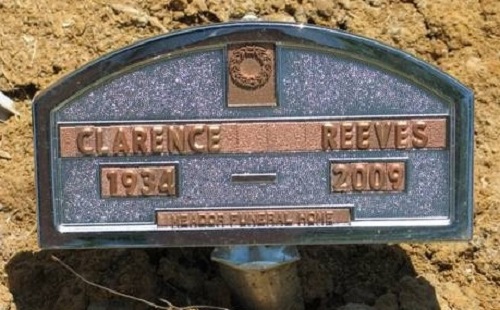 CLARENCE REEVES
1934 — 2009
MEADOR FUNERAL HOME